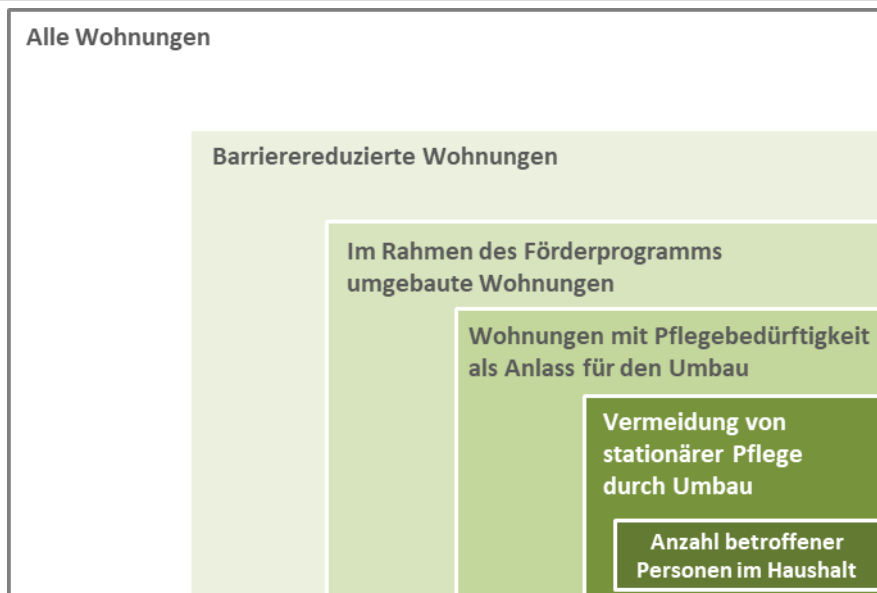 Alle Wohnungen
Barrierereduzierte Wohnungen
Im Rahmen des Förderprogramms
umgebaute Wohnungen
Wohnungen mit Pflegebedürftigkeit
als Anlass für den Umbau
Vermeidung von
stationärer Pflege
durch Umbau
Anzahl betroffener
Personen im Haushalt